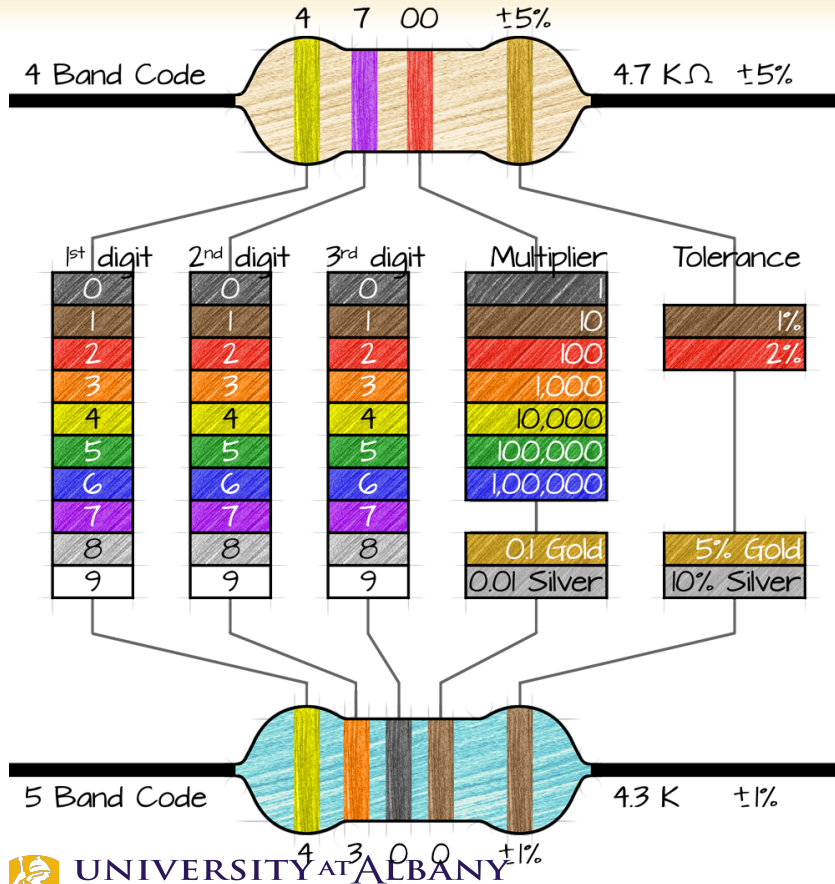 4 7 00 ±5%
4 Band Code 4.7 KΩ ±5%
1st digit 2nd digit 3rd digit Multiplier Tolerance
0 0 0 1
1 1 1 10 1%
2 2 2 100 2%
3 3 3 1,000
4 4 4 10,000
5 5 5 100,000
6 6 6 1,00,000
7 7 7
8 8 8 0.1 Gold 5% Gold
9 9 9 0.01 Silver 10% Silver
5 Band Code 4.3 K ±1%
4 3 0 0 ±1%
UNIVERSITY AT ALBANY